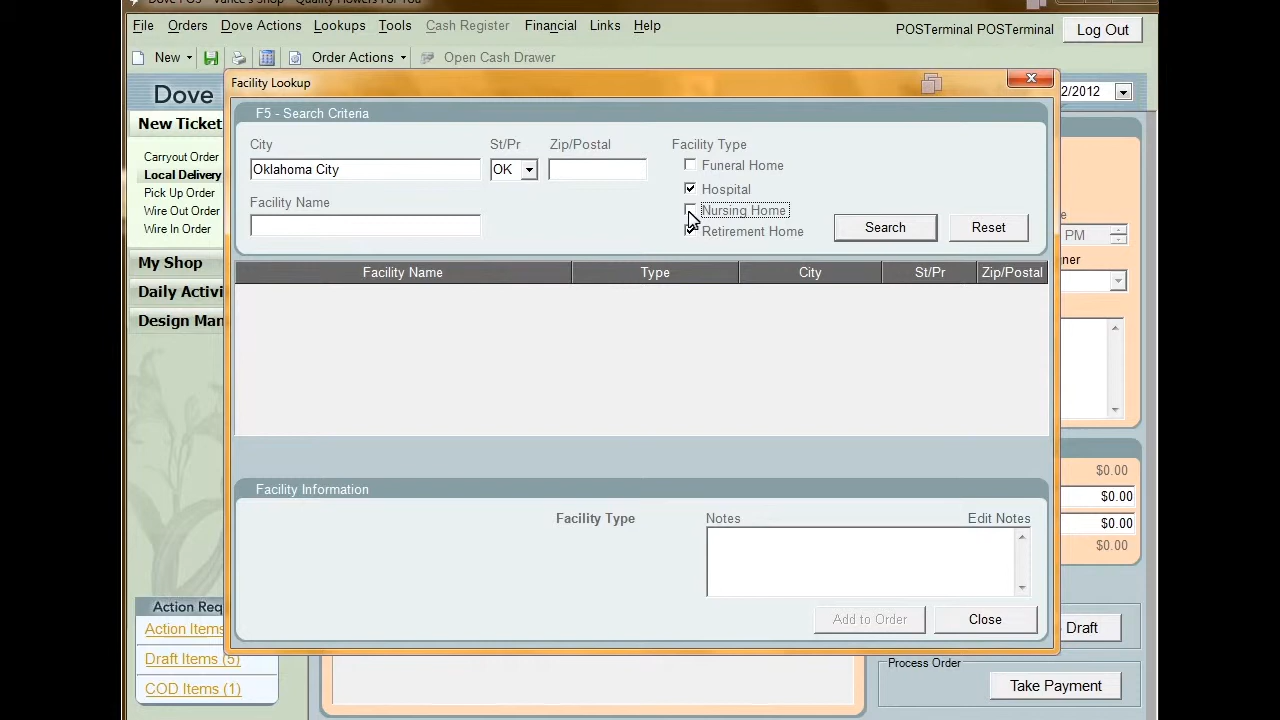 Dove POS - Vance's Shop - Quality Flowers For You
File Orders Dove Actions Lookups Tools Cash Register Financial Links Help
POSTerminal POSTerminal Log Out
New Order Actions Open Cash Drawer
Facility Lookup
Dove
2/2012
F5 - Search Criteria
New Ticket
City St/Pr Zip/Postal Facility Type
Carryout Order
Oklahoma City OK Funeral Home
Local Delivery
Hospital
Pick Up Order
Facility Name Nursing Home
Wire Out Order
Wire In Order
Search Reset Retirement Home
PM
My Shop
Facility Name Type City St/Pr Zip/Postal
Daily Activi
Design Man
Facility Information
$0.00
$0.00
Facility Type Notes Edit Notes
$0.00
$0.00
Action Req
Add to Order Close
Action Items
Draft
Draft Items (5)
Process Order
COD Items (1)
Take Payment